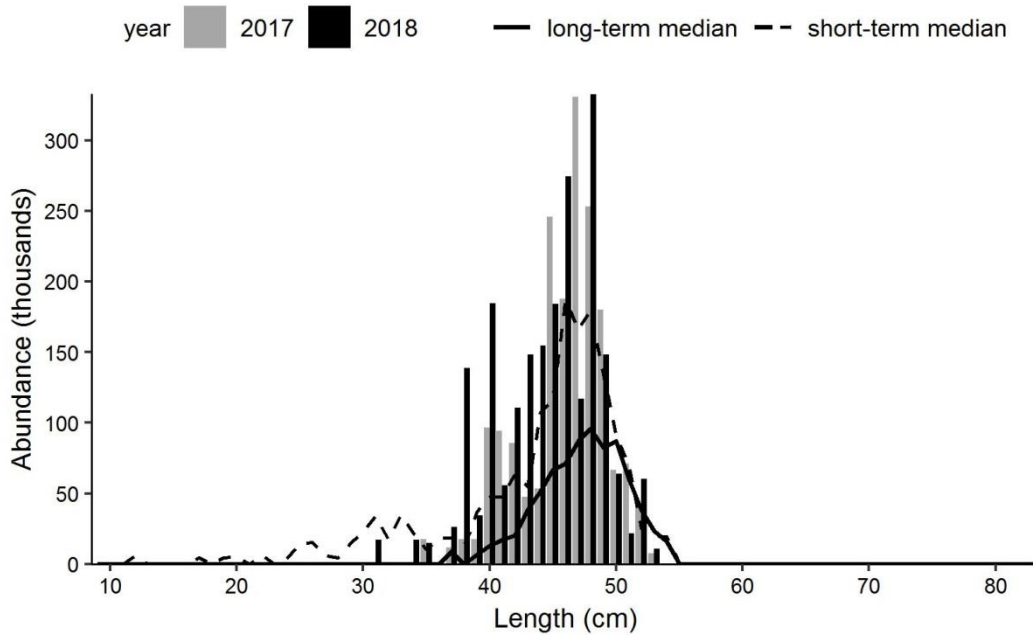 year 2017 2018 long-term median short-term median
Abundance (thousands)
300
250
200
150
100
50
0
10 20 30 40 50 60 70 80
Length (cm)